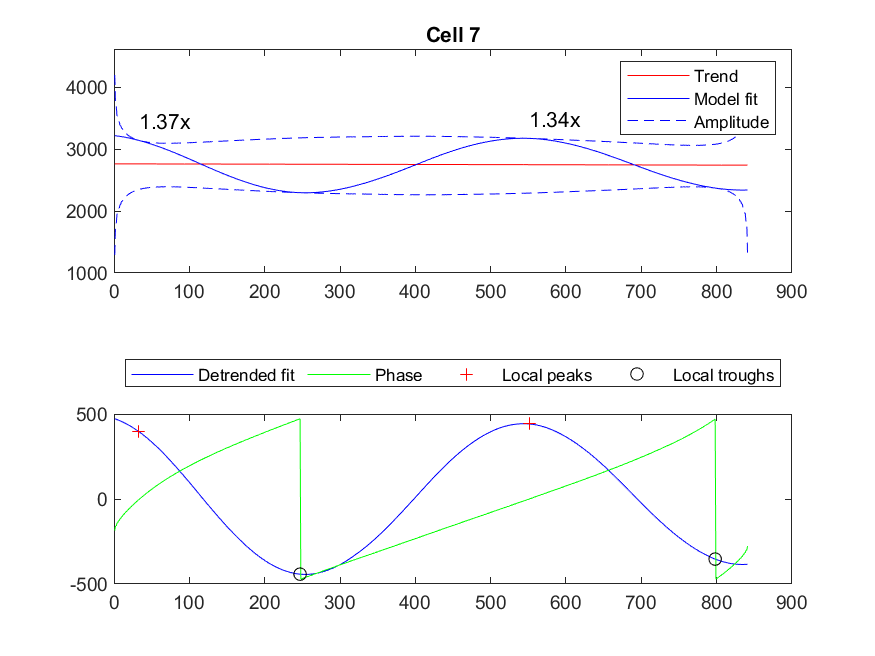 Cell 7
4000
3000
2000
1000
1.37x
1.34x
Trend
Model fit
Amplitude
0 100 200 300 400 500 600 700 800 900
Detrended fit Phase Local peaks Local troughs
500
0
-500
0 100 200 300 400 500 600 700 800 900